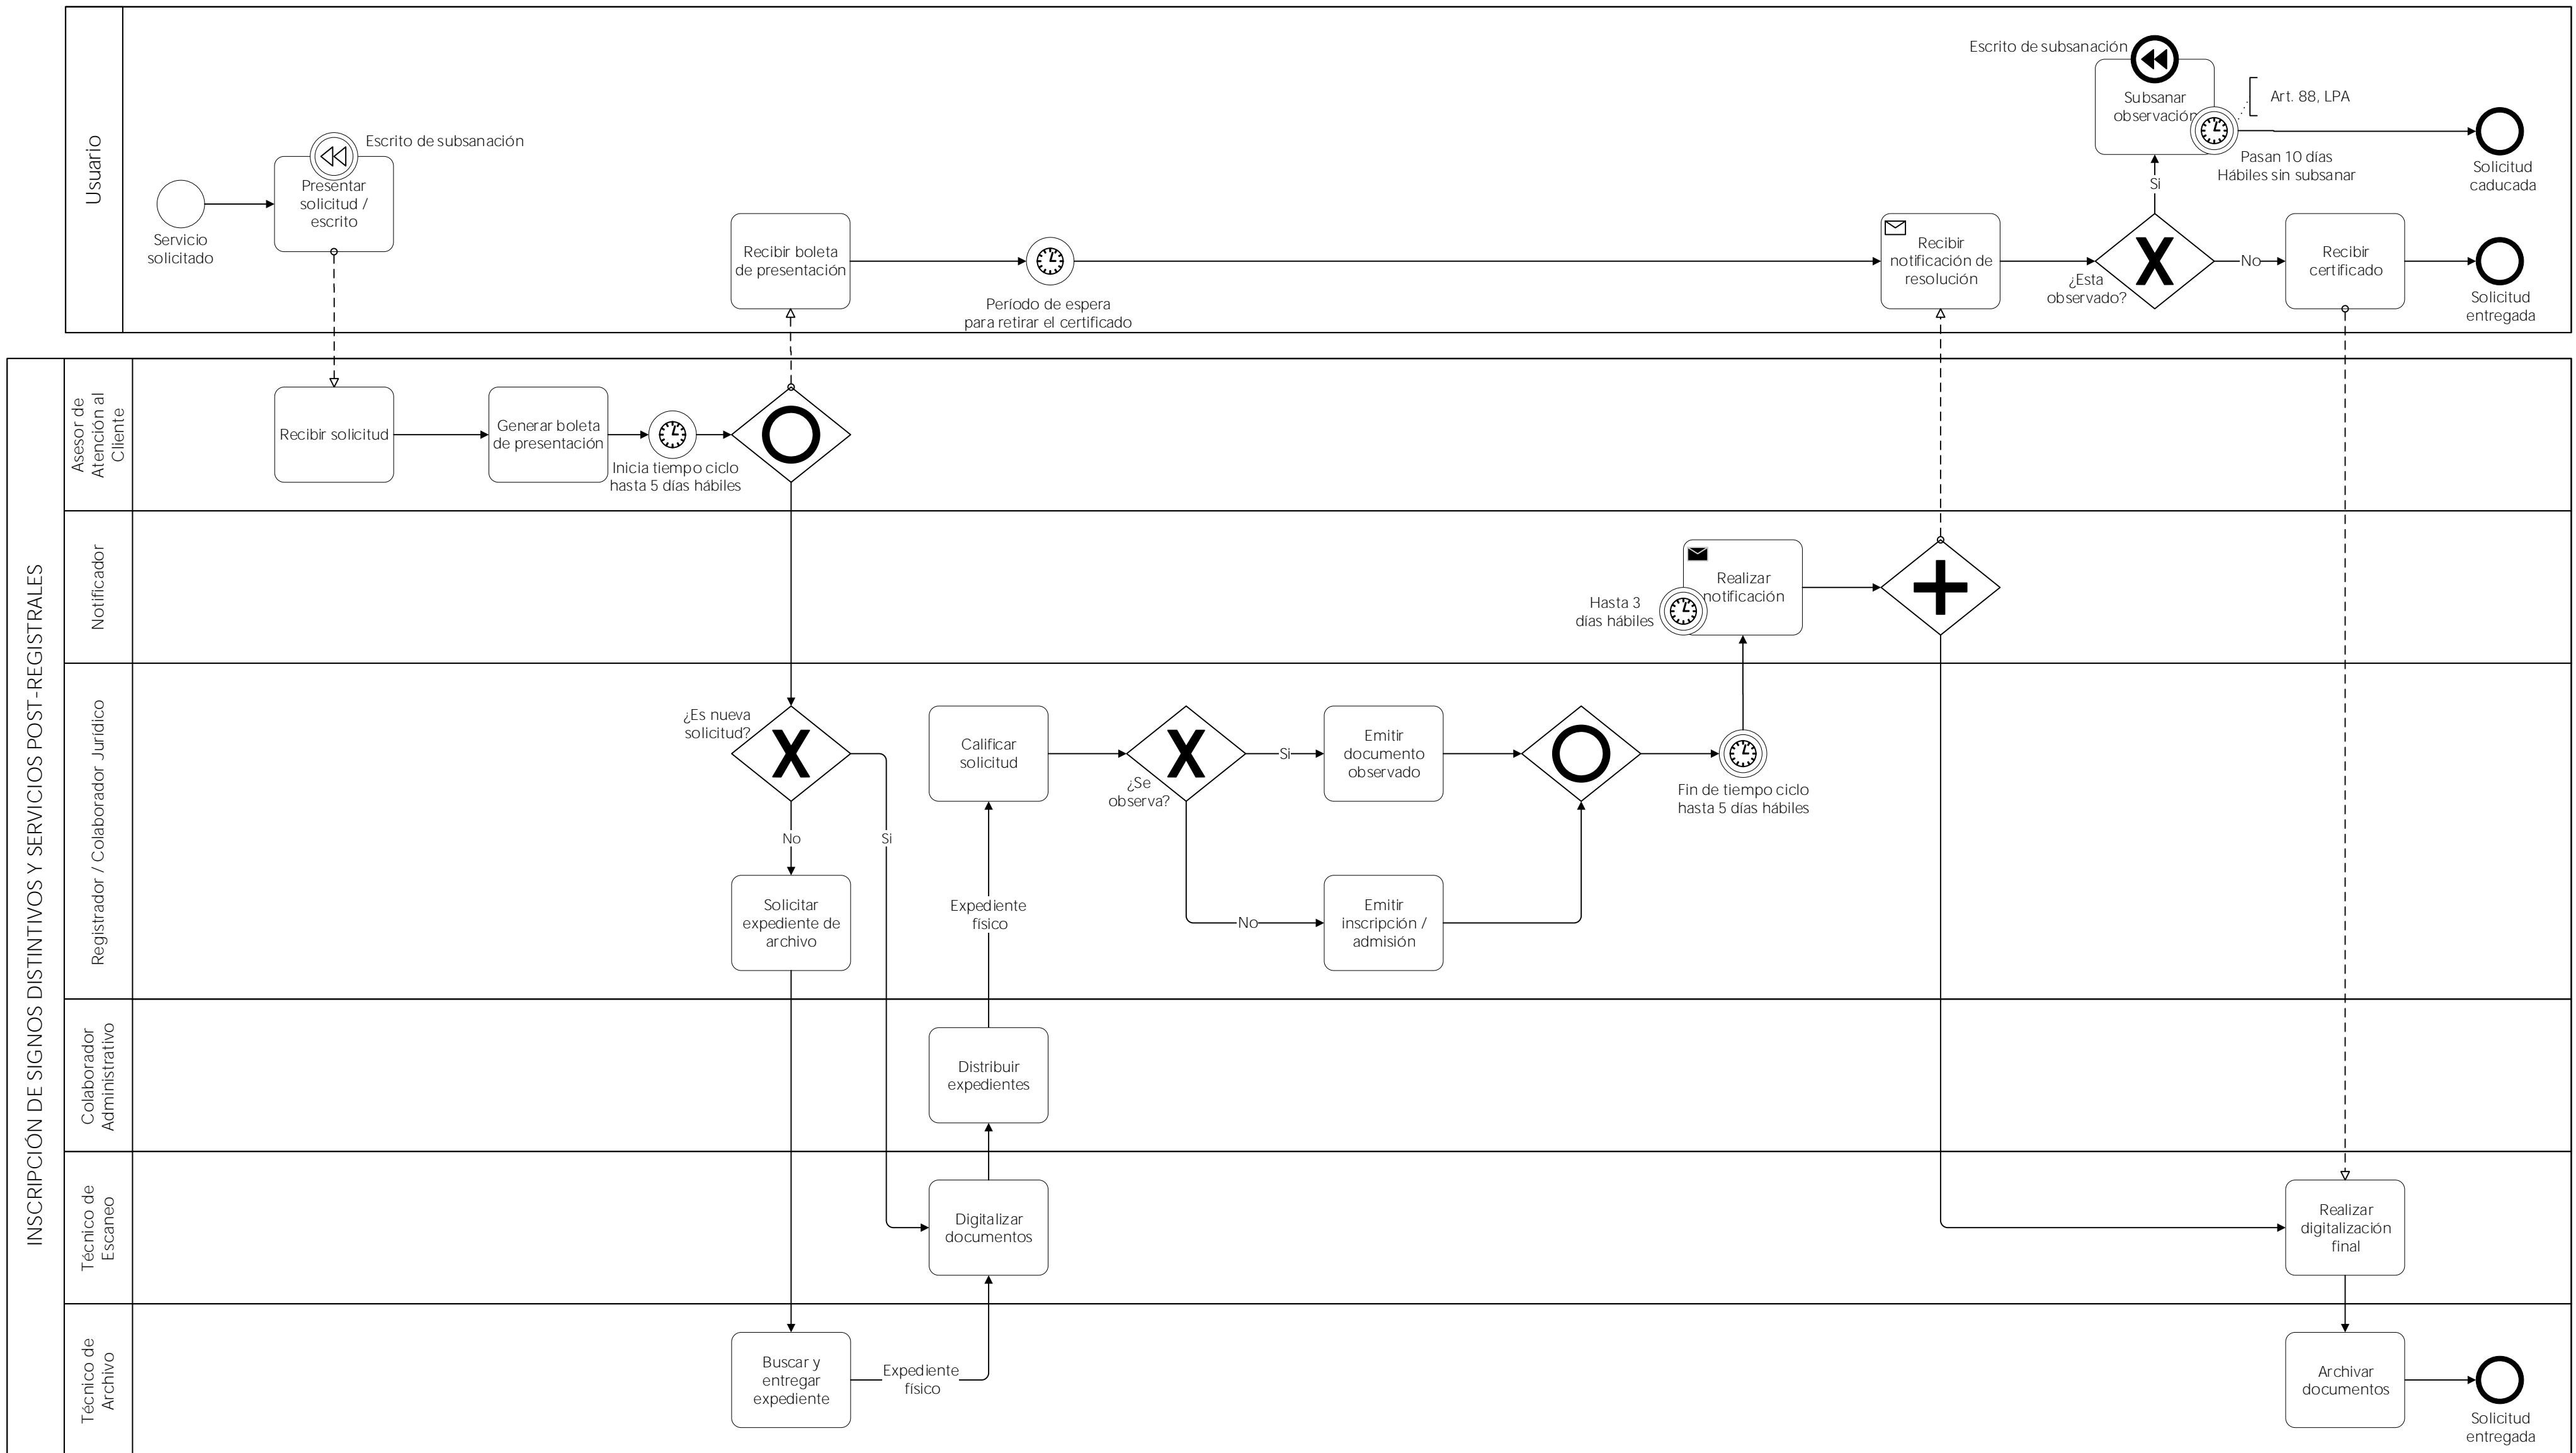 Usuario
Servicio
solicitado
Escrito de subsanación
Presentar
solicitud /
escrito
Recibir boleta
de presentación
Período de espera
para retirar el certificado
Recibir
notificación de
resolución
¿Esta
observado?
Si
No
Escrito de subsanación
Subsanar
observación
Art. 88, LPA
Pasan 10 días
Hábiles sin subsanar
Solicitud
caducada
Recibir
certificado
Solicitud
entregada
INSCRIPCIÓN DE SIGNOS DISTINTIVOS Y SERVICIOS POST-REGISTRALES
Asesor de
Atención al
Cliente
Recibir solicitud
Generar boleta
de presentación
Inicia tiempo ciclo
hasta 5 días hábiles
Notificador
Hasta 3
días hábiles
Realizar
notificación
Registrador / Colaborador Jurídico
¿Es nueva
solicitud?
No
Si
Solicitar
expediente de
archivo
Calificar
solicitud
Expediente
físico
¿Se
observa?
Si
No
Emitir
documento
observado
Emitir
inscripción /
admisión
Fin de tiempo ciclo
hasta 5 días hábiles
Colaborador
Administrativo
Distribuir
expedientes
Técnico de
Escaneo
Digitalizar
documentos
Realizar
digitalización
final
Técnico de
Archivo
Buscar y
entregar
expediente
Expediente
físico
Archivar
documentos
Solicitud
entregada